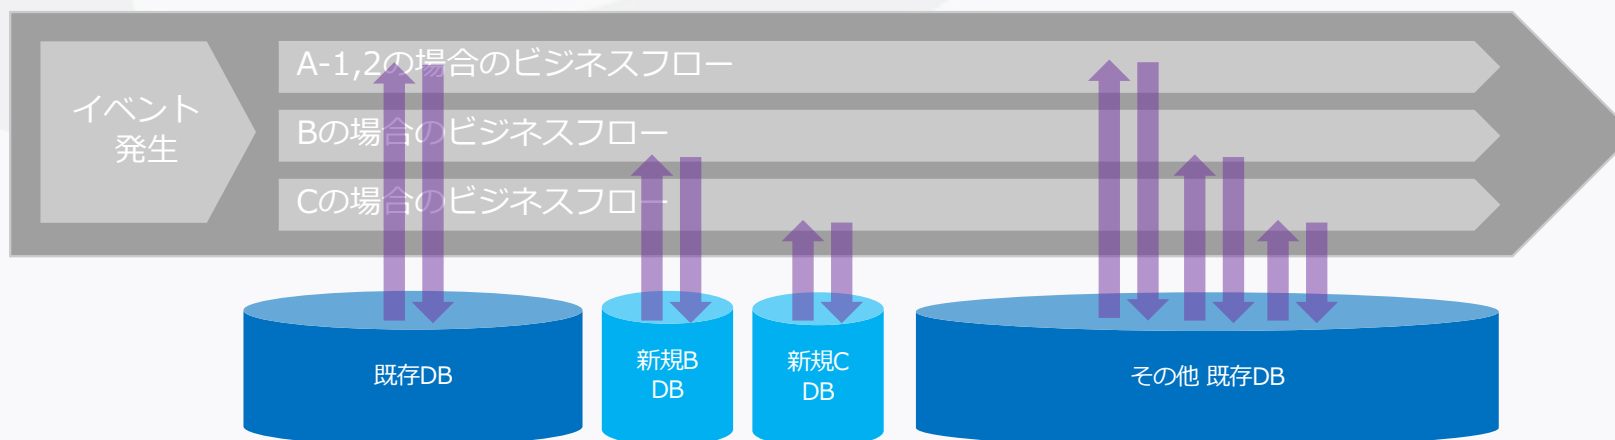 イベント
発生
A-1,2の場合のビジネスフロー
Bの場合のビジネスフロー
Cの場合のビジネスフロー
既存DB
新規B
DB
新規C
DB
その他 既存DB